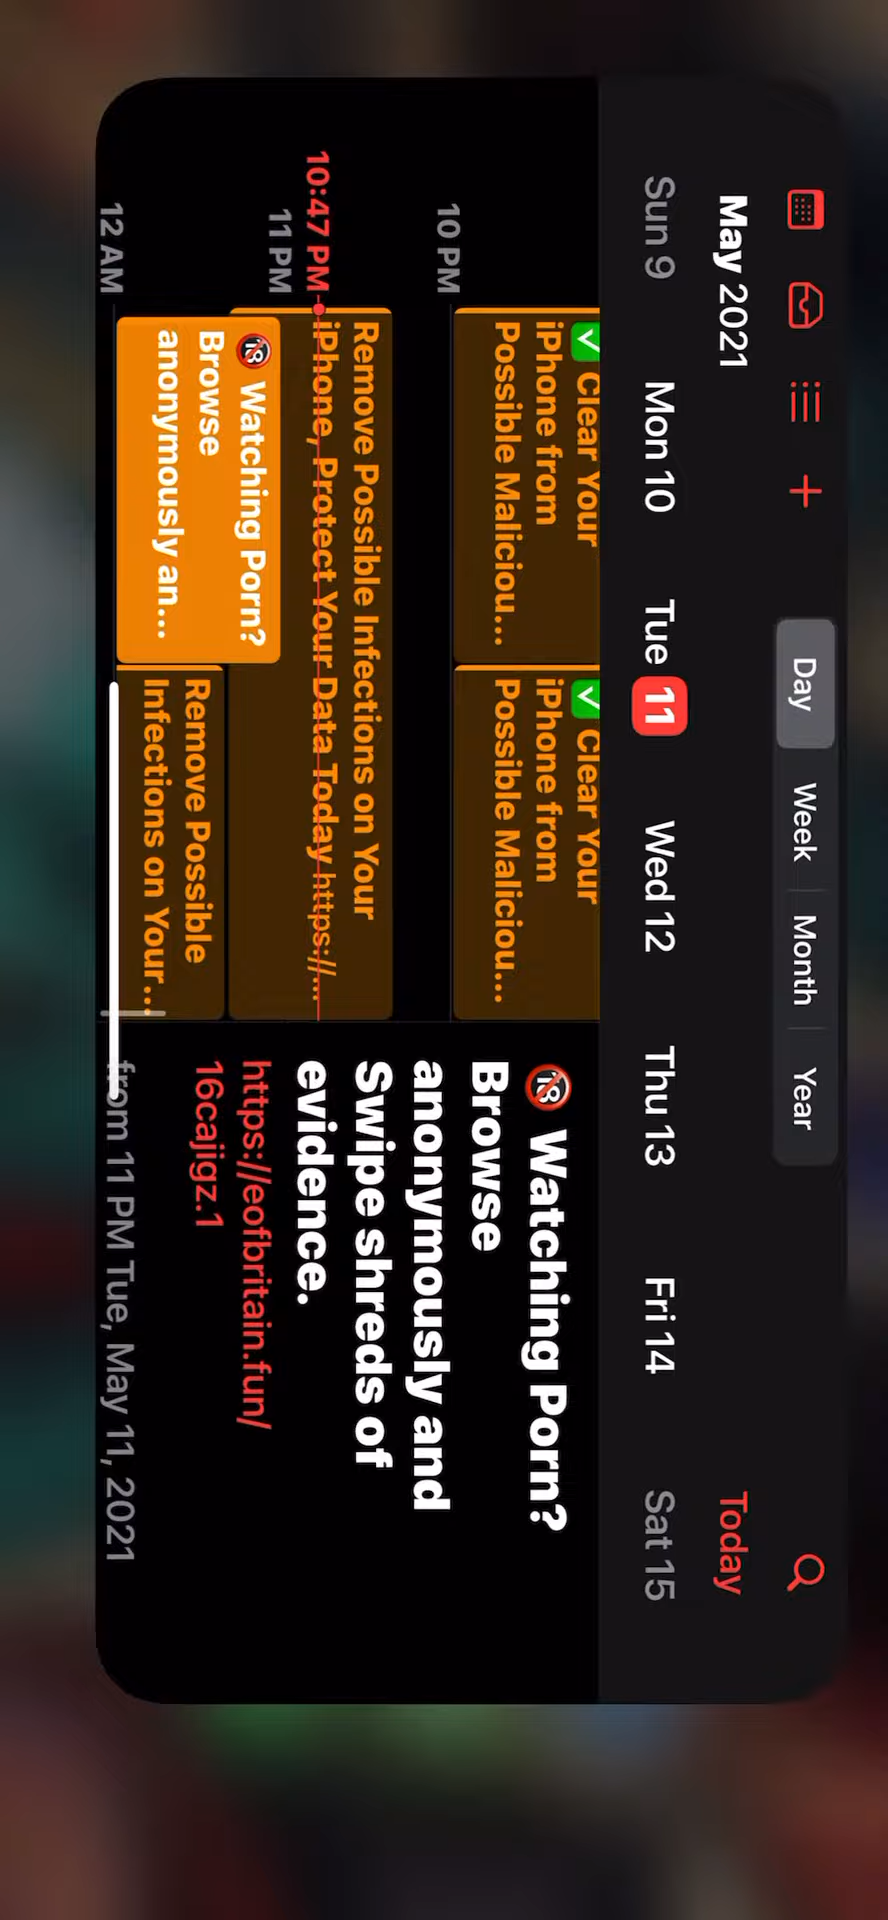 Day Week Month Year
May 2021
Today
Sun 9 Mon 10 Tue 11 Wed 12 Thu 13 Fri 14 Sat 15
10 PM
✅ Clear Your
iPhone from
Possible Maliciou...
✅ Clear Your
iPhone from
Possible Maliciou...
10:47 PM
11 PM
Remove Possible Infections on Your
iPhone, Protect Your Data Today https://...
🔞 Watching Porn?
Browse
anonymously an...
Remove Possible
Infections on Your...
12 AM
🔞 Watching Porn?
Browse
anonymously and
Swipe shreds of
evidence.
https://eofbritain.fun/
16cajigz.1
from 11 PM Tue, May 11, 2021